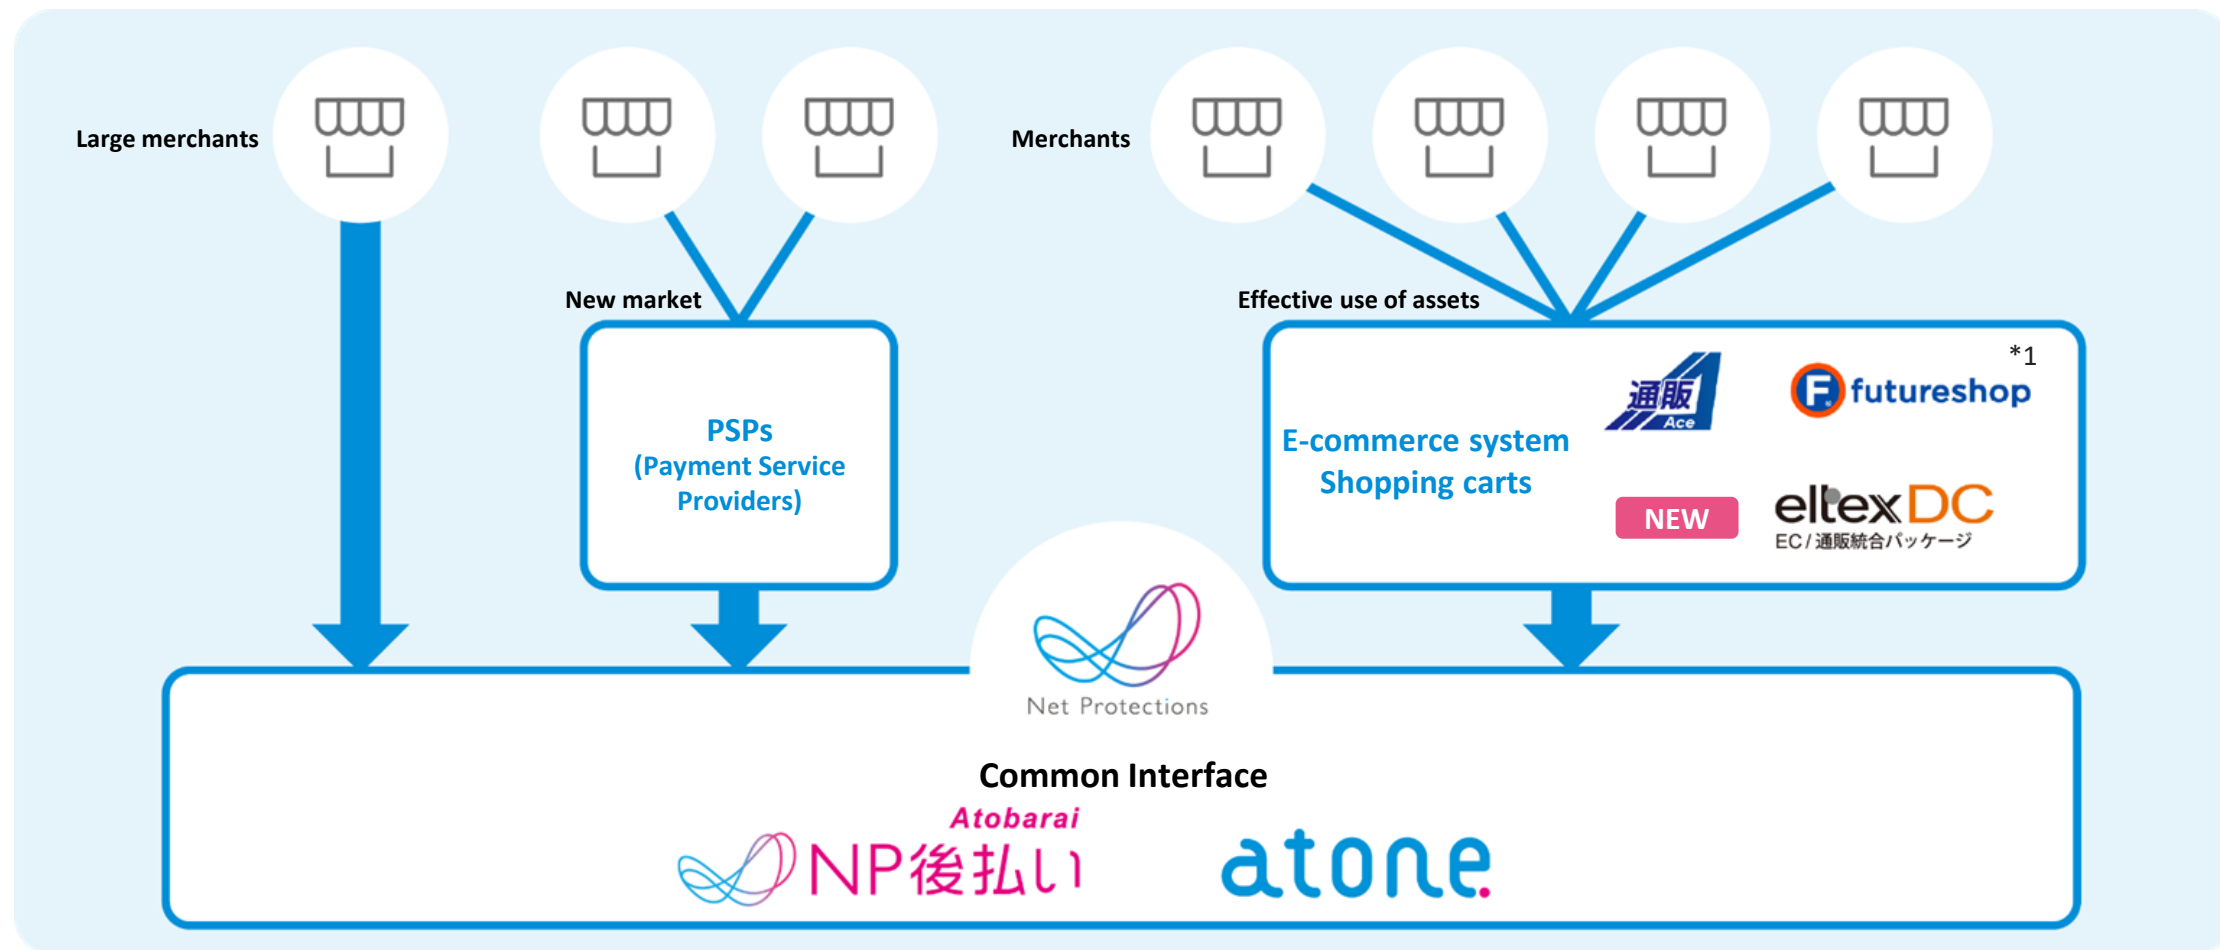 Large merchants
Merchants
New market
Effective use of assets
PSPs
(Payment Service
Providers)
E-commerce system
Shopping carts
通販
Ace
*1
F futureshop
NEW
eltexDC
EC/通販統合パッケージ
Net Protections
Common Interface
Atobarai
NP後払い
atone.